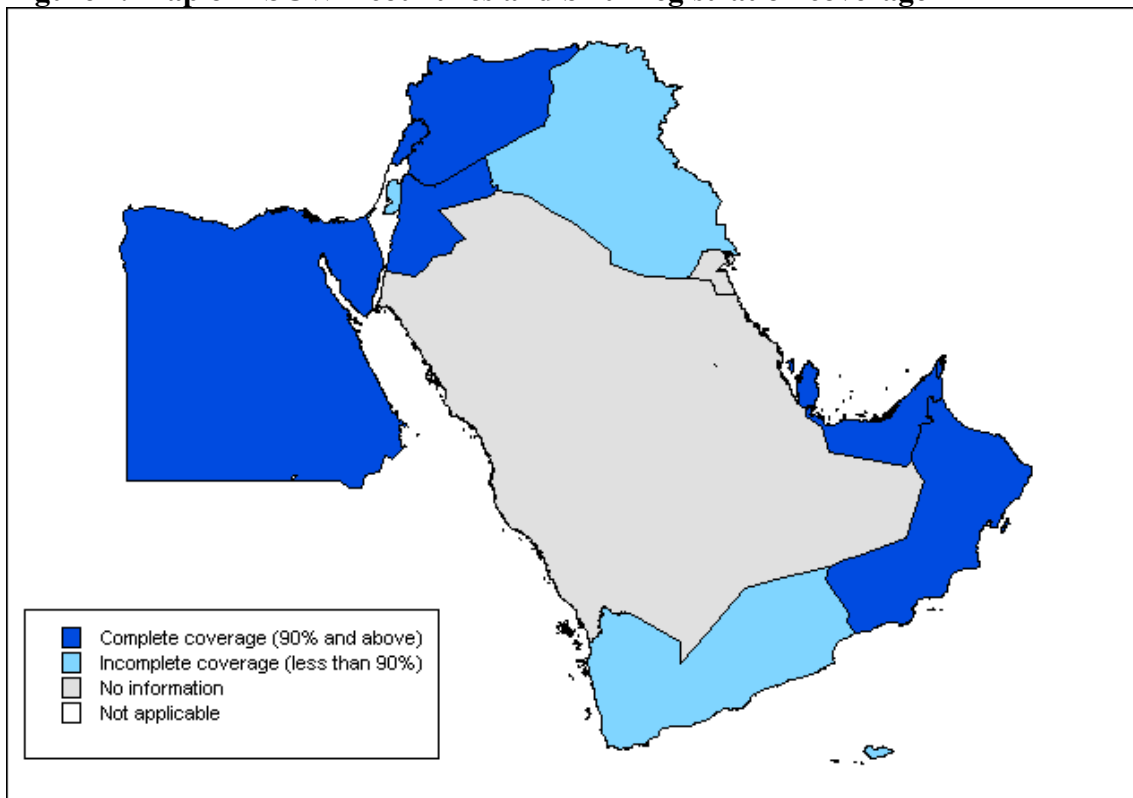 Complete coverage (90% and above)
Incomplete coverage (less than 90%)
No information
Not applicable